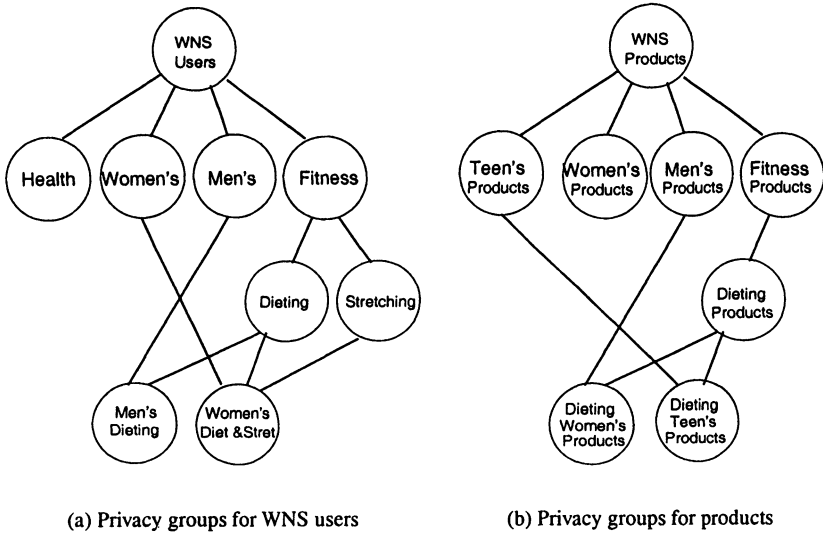 WNS
Users
Health
Women's
Men's
Fitness
Dieting
Stretching
Men's
Dieting
Women's
Diet &Stret
(a) Privacy groups for WNS users
WNS
Products
Teen's
Products
Women's
Products
Men's
Products
Fitness
Products
Dieting
Products
Dieting
Women's
Products
Dieting
Teen's
Products
(b) Privacy groups for products